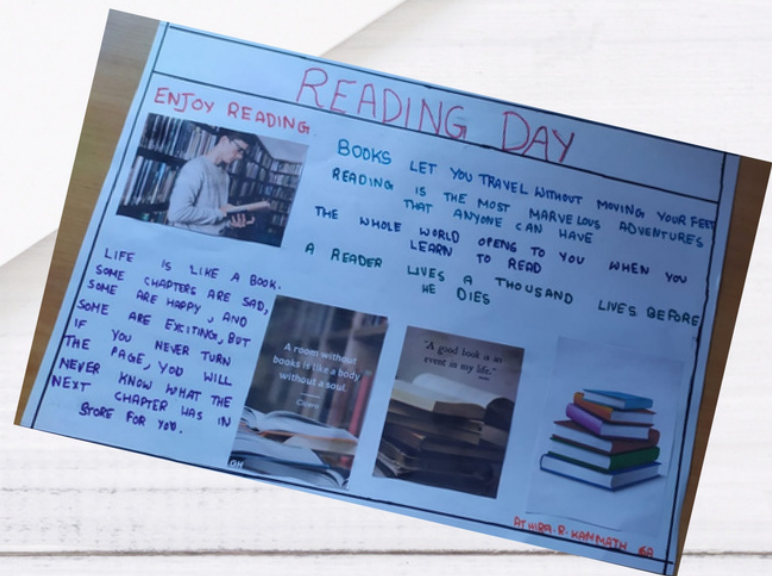 READING DAY
ENJOY READING
BOOKS LET YOU TRAVEL WITHOUT MOVING YOUR FEET
READING IS THE MOST MARVELOUS ADVENTURES
THAT ANYONE CAN HAVE
THE WHOLE WORLD OPENS TO YOU WHEN YOU
LEARN TO READ
A READER LIVES A THOUSAND LIVES BEFORE
HE DIES
LIFE IS LIKE A BOOK.
SOME CHAPTERS ARE SAD,
SOME ARE HAPPY, AND
SOME ARE EXCITING, BUT
IF YOU NEVER TURN
THE PAGE, YOU WILL
NEVER KNOW WHAT THE
NEXT CHAPTER HAS IN
STORE FOR YOU.
A room without
books is like a body
without a soul.
Cicero
"A good book is an
event in my life."
ATHIRA·R·KANMATH 6A